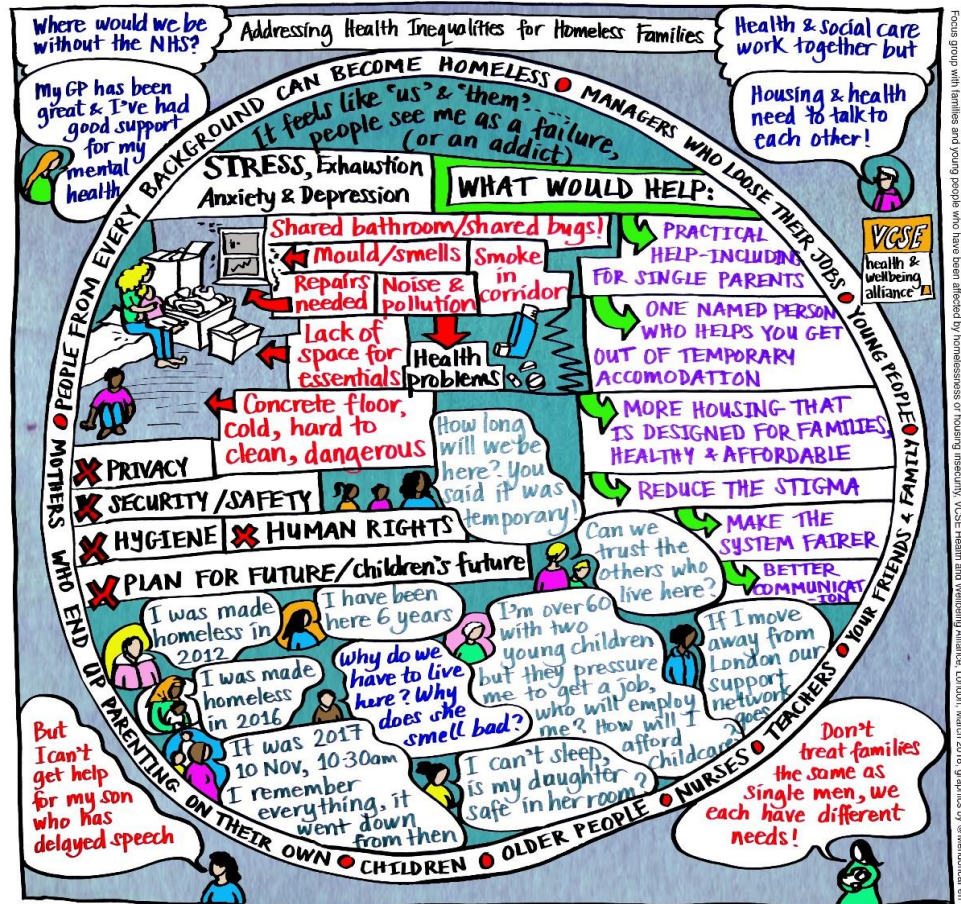 Addressing Health Inequalities for Homeless Families
Where would we be
without the NHS?
My GP has been
great & I've had
good support
for my
mental
health
Health & social care
work together but
Housing & health
need to talk to
each other!
VCSE
health &
wellbeing
alliance
PEOPLE FROM EVERY BACKGROUND CAN BECOME HOMELESS
MANAGERS WHO LOOSE THEIR JOBS
YOUNG PEOPLE
YOUR FRIENDS & FAMILY
TEACHERS
NURSES
OLDER PEOPLE
CHILDREN
MOTHERS WHO END UP PARENTING ON THEIR OWN
It feels like "us" & "them"...
people see me as a failure,
(or an addict)
STRESS, Exhaustion
Anxiety & Depression
Shared bathroom/shared bugs!
Mould/smells
Smoke
in
corridor
Repairs
needed
Noise &
pollution
Lack of
space for
essentials
Health
problems
Concrete floor,
cold, hard to
clean, dangerous
X PRIVACY
X SECURITY/SAFETY
X HYGIENE
X HUMAN RIGHTS
X PLAN FOR FUTURE/children's future
WHAT WOULD HELP:
PRACTICAL
HELP-INCLUDING
FOR SINGLE PARENTS
ONE NAMED PERSON
WHO HELPS YOU GET
OUT OF TEMPORARY
ACCOMODATION
MORE HOUSING THAT
IS DESIGNED FOR FAMILIES,
HEALTHY & AFFORDABLE
REDUCE THE STIGMA
MAKE THE
SYSTEM FAIRER
BETTER
COMMUNICAT
-ION
How long
will we be
here? You
said it was
temporary!
Can we
trust the
others who
live here?
I was made
homeless in
2012
I have been
here 6 years
I was made
homeless
in 2016
Why do we
have to live
here? Why
does she
smell bad?
I'm over 60
with two
young children
but they pressure
me to get a job,
who will employ
me? How will I
afford
childcare?
If I move
away from
London our
support
network
goes
It was 2017
10 Nov, 10:30am
I remember
everything, it
went down
from then
I can't sleep,
is my daughter
safe in her room?
But
I can't
get help
for my son
who has
delayed speech
Don't
treat families
the same as
single men, we
each have different
needs!
Focus group with families and young people who have been affected by homelessness or housing insecurity, VCSE Health and Wellbeing Alliance, London, March 2018 graphics by